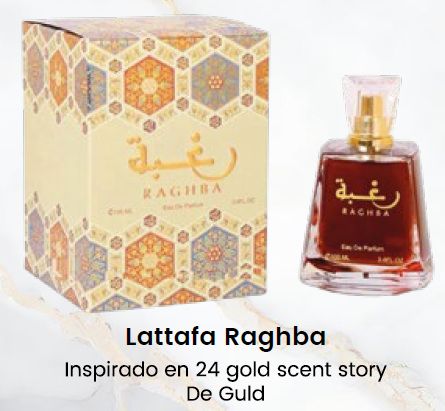 رغبة
RAGHBA
Eau De Parfum
رغبة
RAGHBA
Eau De Parfum
Lattafa Raghba
Inspirado en 24 gold scent story
De Guld